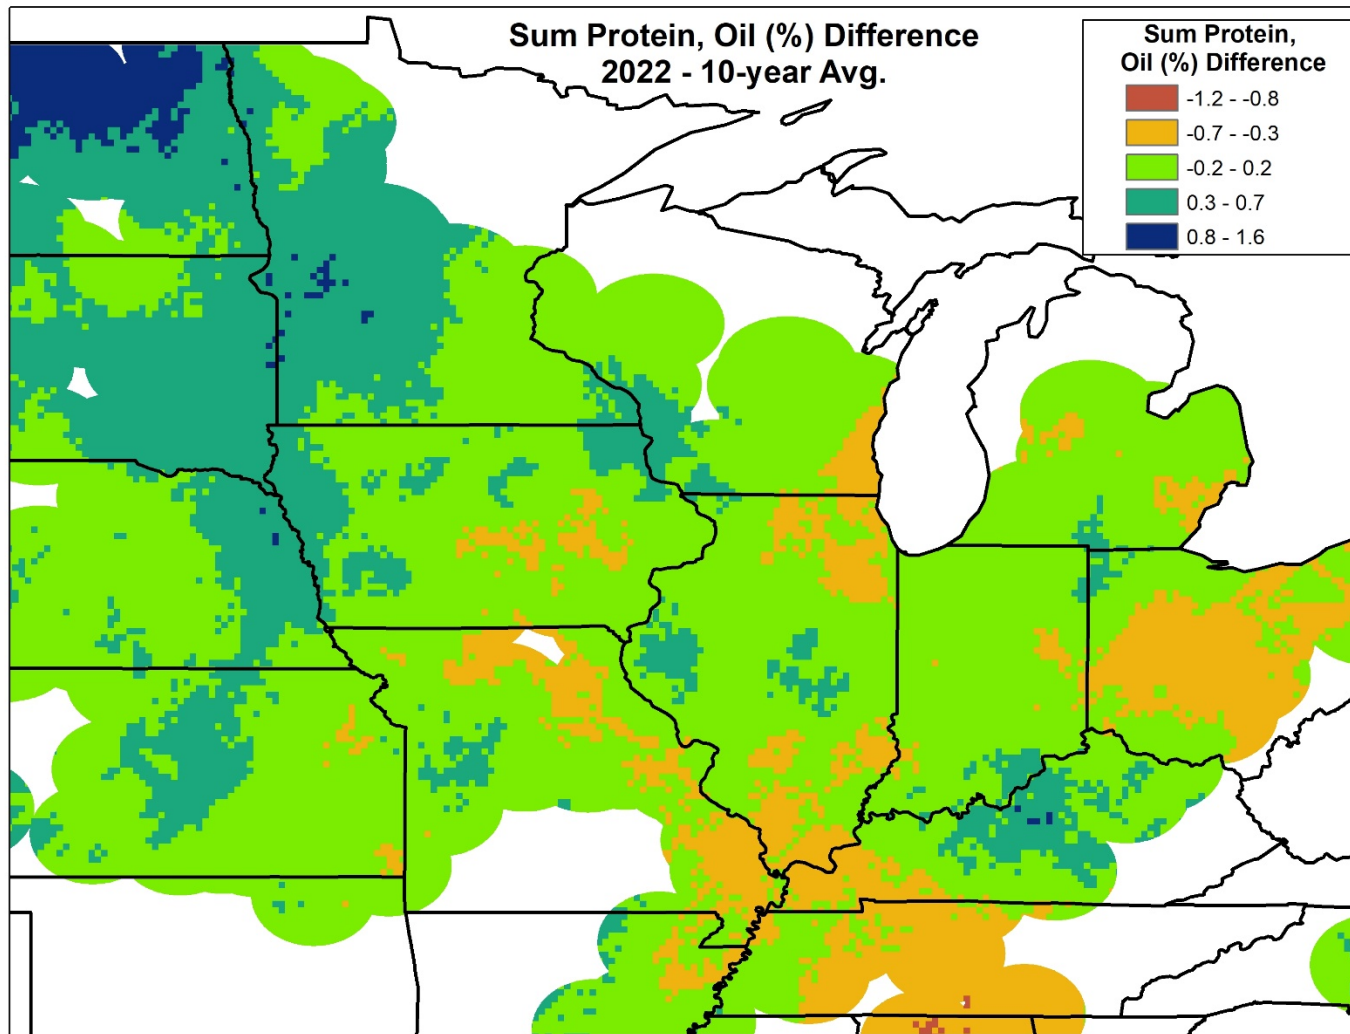 Sum Protein, Oil (%) Difference
2022 - 10-year Avg.
Sum Protein,
Oil (%) Difference
-1.2 - -0.8
-0.7 - -0.3
-0.2 - 0.2
0.3 - 0.7
0.8 - 1.6